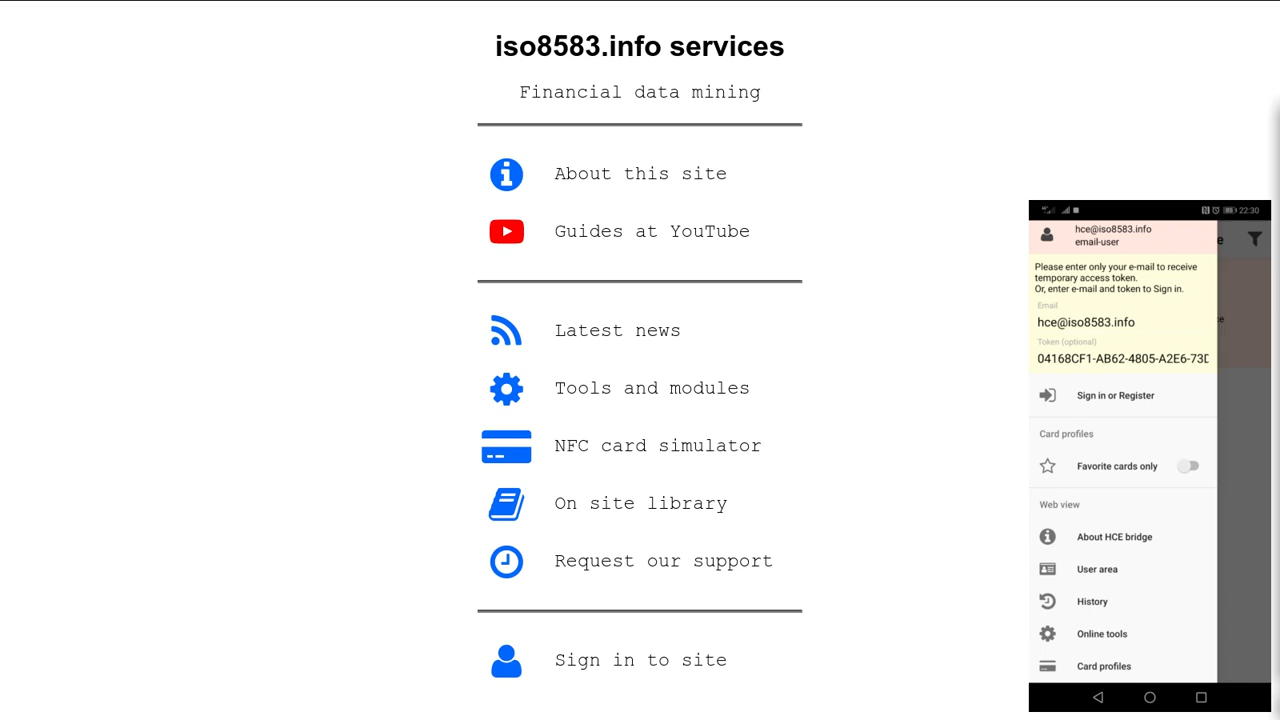 iso8583.info services
Financial data mining
About this site
Guides at YouTube
Latest news
Tools and modules
NFC card simulator
On site library
Request our support
Sign in to site
22:30
hce@iso8583.info
email-user
e
Please enter only your e-mail to receive
temporary access token.
Or, enter e-mail and token to Sign in.
Email
hce@iso8583.info
ce
Token (optional)
04168CF1-AB62-4805-A2E6-73D
Sign in or Register
Card profiles
Favorite cards only
Web view
About HCE bridge
User area
History
Online tools
Card profiles